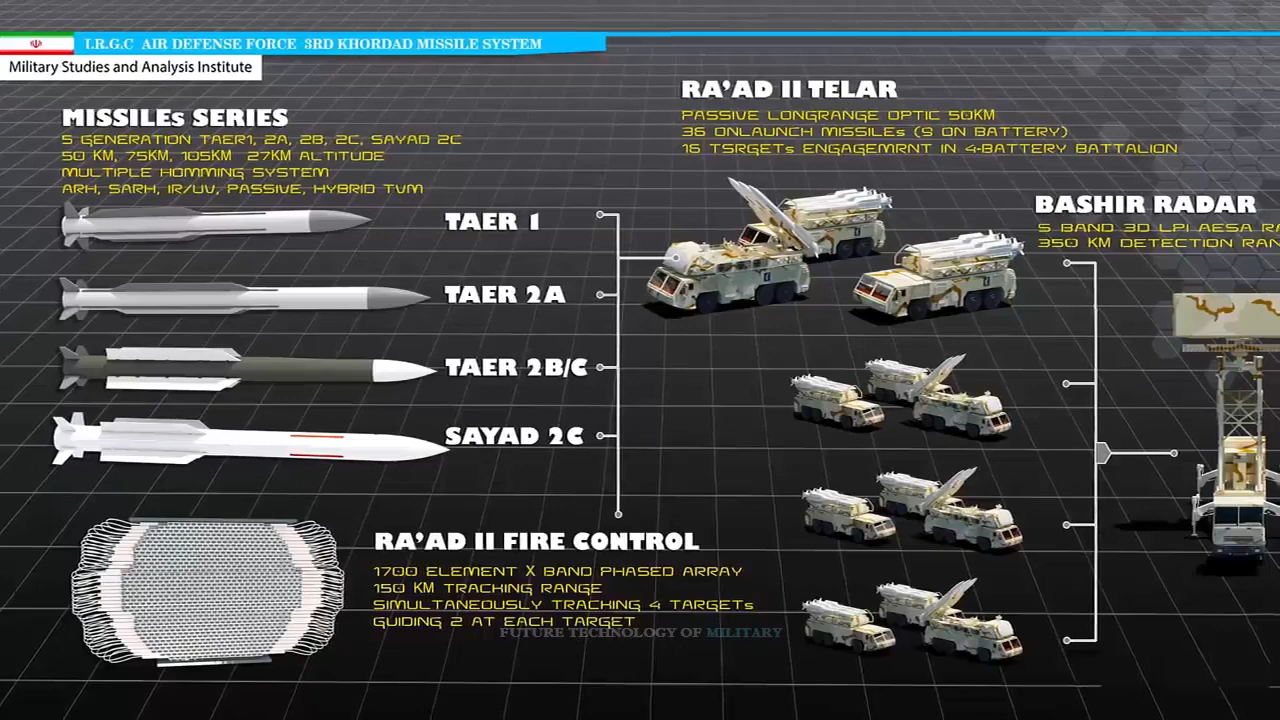 I.R.G.C AIR DEFENSE FORCE 3RD KHORDAD MISSILE SYSTEM
Military Studies and Analysis Institute
MISSILEs SERIES
5 GENERATION TAER1, 2A, 2B, 2C, SAYAD 2C
50 KM, 75KM, 105KM 27KM ALTITUDE
MULTIPLE HOMMING SYSTEM
ARH, SARH, IR/UV, PASSIVE, HYBRID TVM
TAER 1
TAER 2A
TAER 2B/C
SAYAD 2C
RA'AD II FIRE CONTROL
1700 ELEMENT X BAND PHASED ARRAY
150 KM TRACKING RANGE
SIMULTANEOUSLY TRACKING 4 TARGETs
GUIDING 2 AT EACH TARGET
FUTURE TECHNOLOGY OF MILITARY
RA'AD II TELAR
PASSIVE LONGRANGE OPTIC 50KM
36 ONLAUNCH MISSILEs (9 ON BATTERY)
16 TSRGETs ENGAGEMRNT IN 4-BATTERY BATTALION
BASHIR RADAR
S BAND 3D LPI AESA
350 KM DETECTION